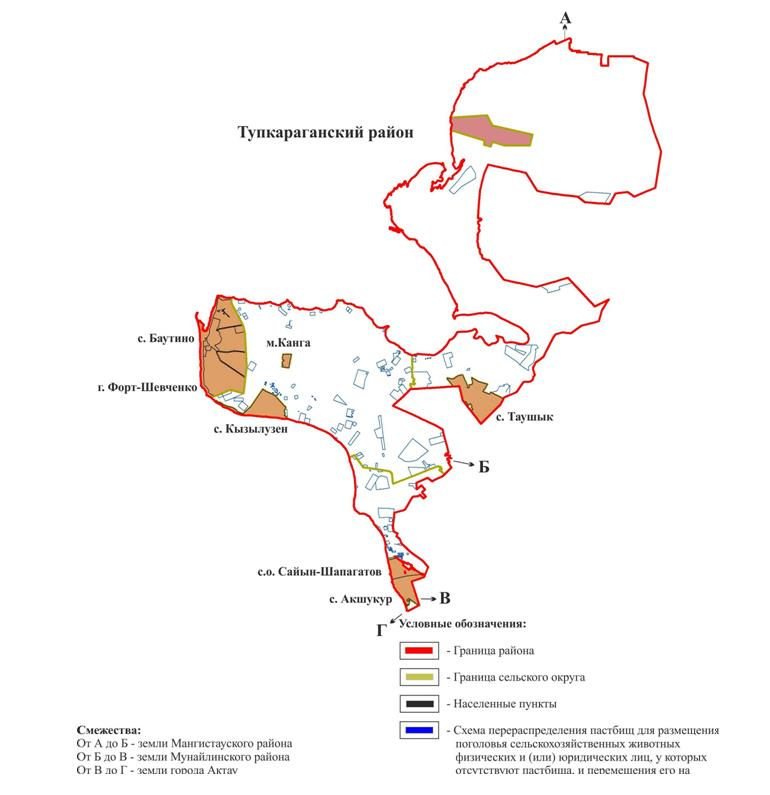 А
Тупкараганский район
с. Баутино
м.Канга
г. Форт-Шевченко
с. Таушык
с. Кызылузен
Б
с.о. Сайын-Шапагатов
с. Акшукур
В
Г
Условные обозначения:
- Граница района
- Граница сельского округа
- Населенные пункты
- Схема перераспределения пастбищ для размещения
поголовья сельскохозяйственных животных
физических и (или) юридических лиц, у которых
отсутствуют пастбища, и перемещения его на
Смежества:
От А до Б - земли Мангистауского района
От Б до В - земли Мунайлинского района
От В до Г - земли города Актау